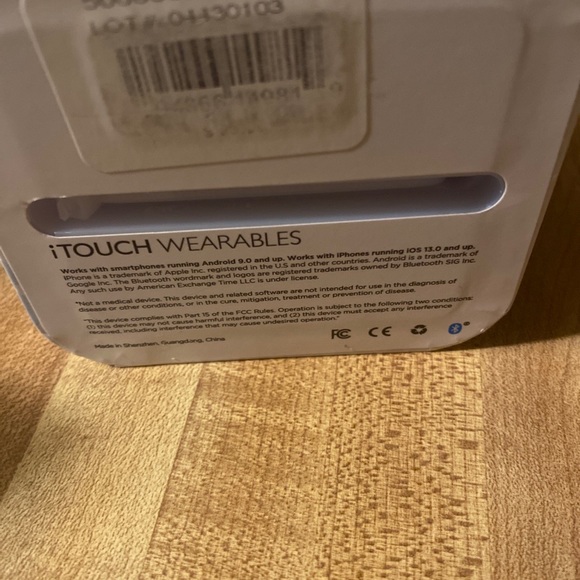 LOT#: 04430103
iTOUCH WEARABLES
Works with smartphones running Android 9.0 and up. Works with iPhones running iOS 13.0 and up.
iPhone is a trademark of Apple Inc. registered in the U.S and other countries. Android is a trademark of
Google Inc. The Bluetooth wordmark and logos are registered trademarks owned by Bluetooth SIG Inc.
Any such use by American Exchange Time LLC is under license.
*Not a medical device. This device and related software are not intended for use in the diagnosis of
disease or other conditions, or in the cure, mitigation, treatment or prevention of disease.
*This device complies with Part 15 of the FCC Rules. Operation is subject to the following two conditions:
(1) this device may not cause harmful interference, and (2) this device must accept any interference
received, including interference that may cause undesired operation.
FC CE
Made in Shenzhen, Guangdong, China